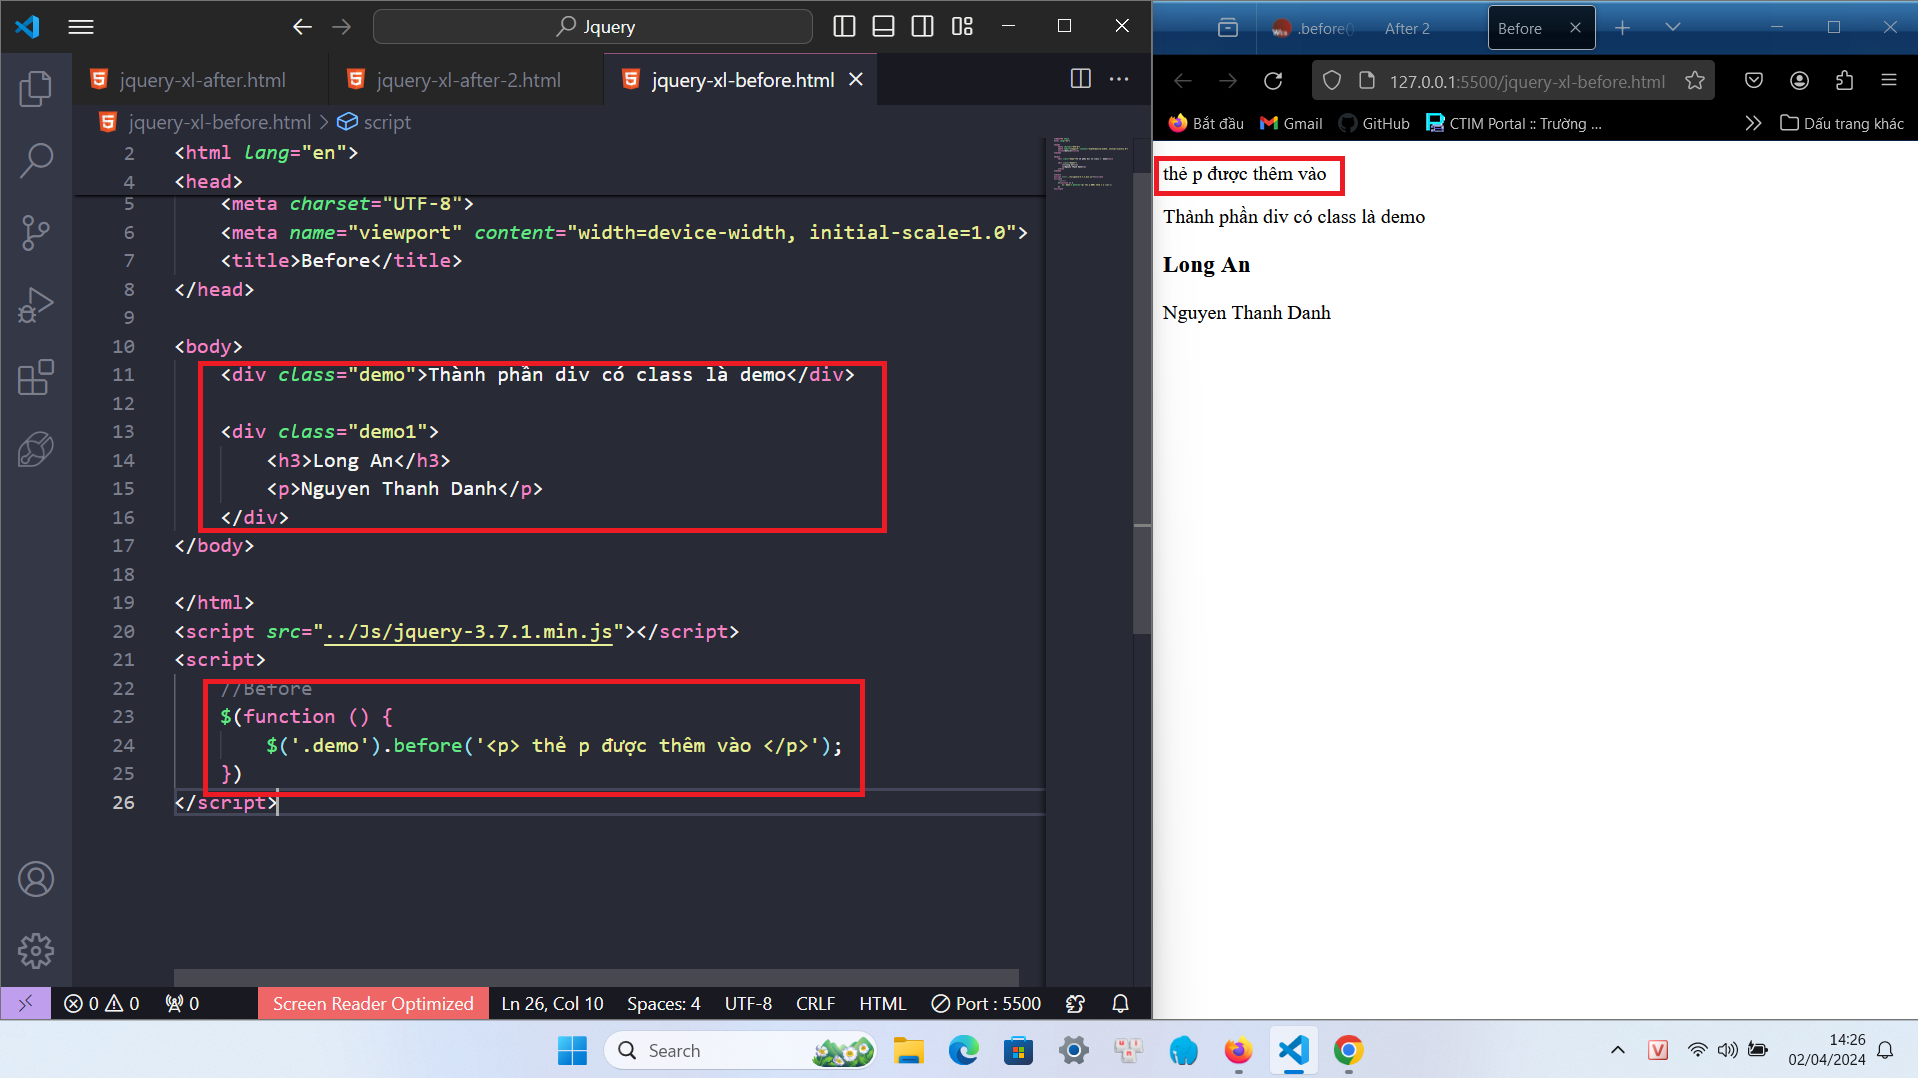 Jquery
jquery-xl-after.html
jquery-xl-after-2.html
jquery-xl-before.html
jquery-xl-before.html > script
2 <html lang="en">
4 <head>
5 <meta charset="UTF-8">
6 <meta name="viewport" content="width=device-width, initial-scale=1.0">
7 <title>Before</title>
8 </head>
9
10 <body>
11 <div class="demo">Thành phần div có class là demo</div>
12
13 <div class="demo1">
14 <h3>Long An</h3>
15 <p>Nguyen Thanh Danh</p>
16 </div>
17 </body>
18
19 </html>
20 <script src="../Js/jquery-3.7.1.min.js"></script>
21 <script>
22 //Before
23 $(function () {
24 $('.demo').before('<p> thẻ p được thêm vào </p>');
25 })
26 </script>
0 0 0
Screen Reader Optimized
Ln 26, Col 10
Spaces: 4
UTF-8
CRLF
HTML
Port : 5500
.before()
After 2
Before
127.0.0.1:5500/jquery-xl-before.html
Bắt đầu
Gmail
GitHub
CTIM Portal :: Trường ...
Dấu trang khác
thẻ p được thêm vào
Thành phần div có class là demo
Long An
Nguyen Thanh Danh
Search
14:26
02/04/2024